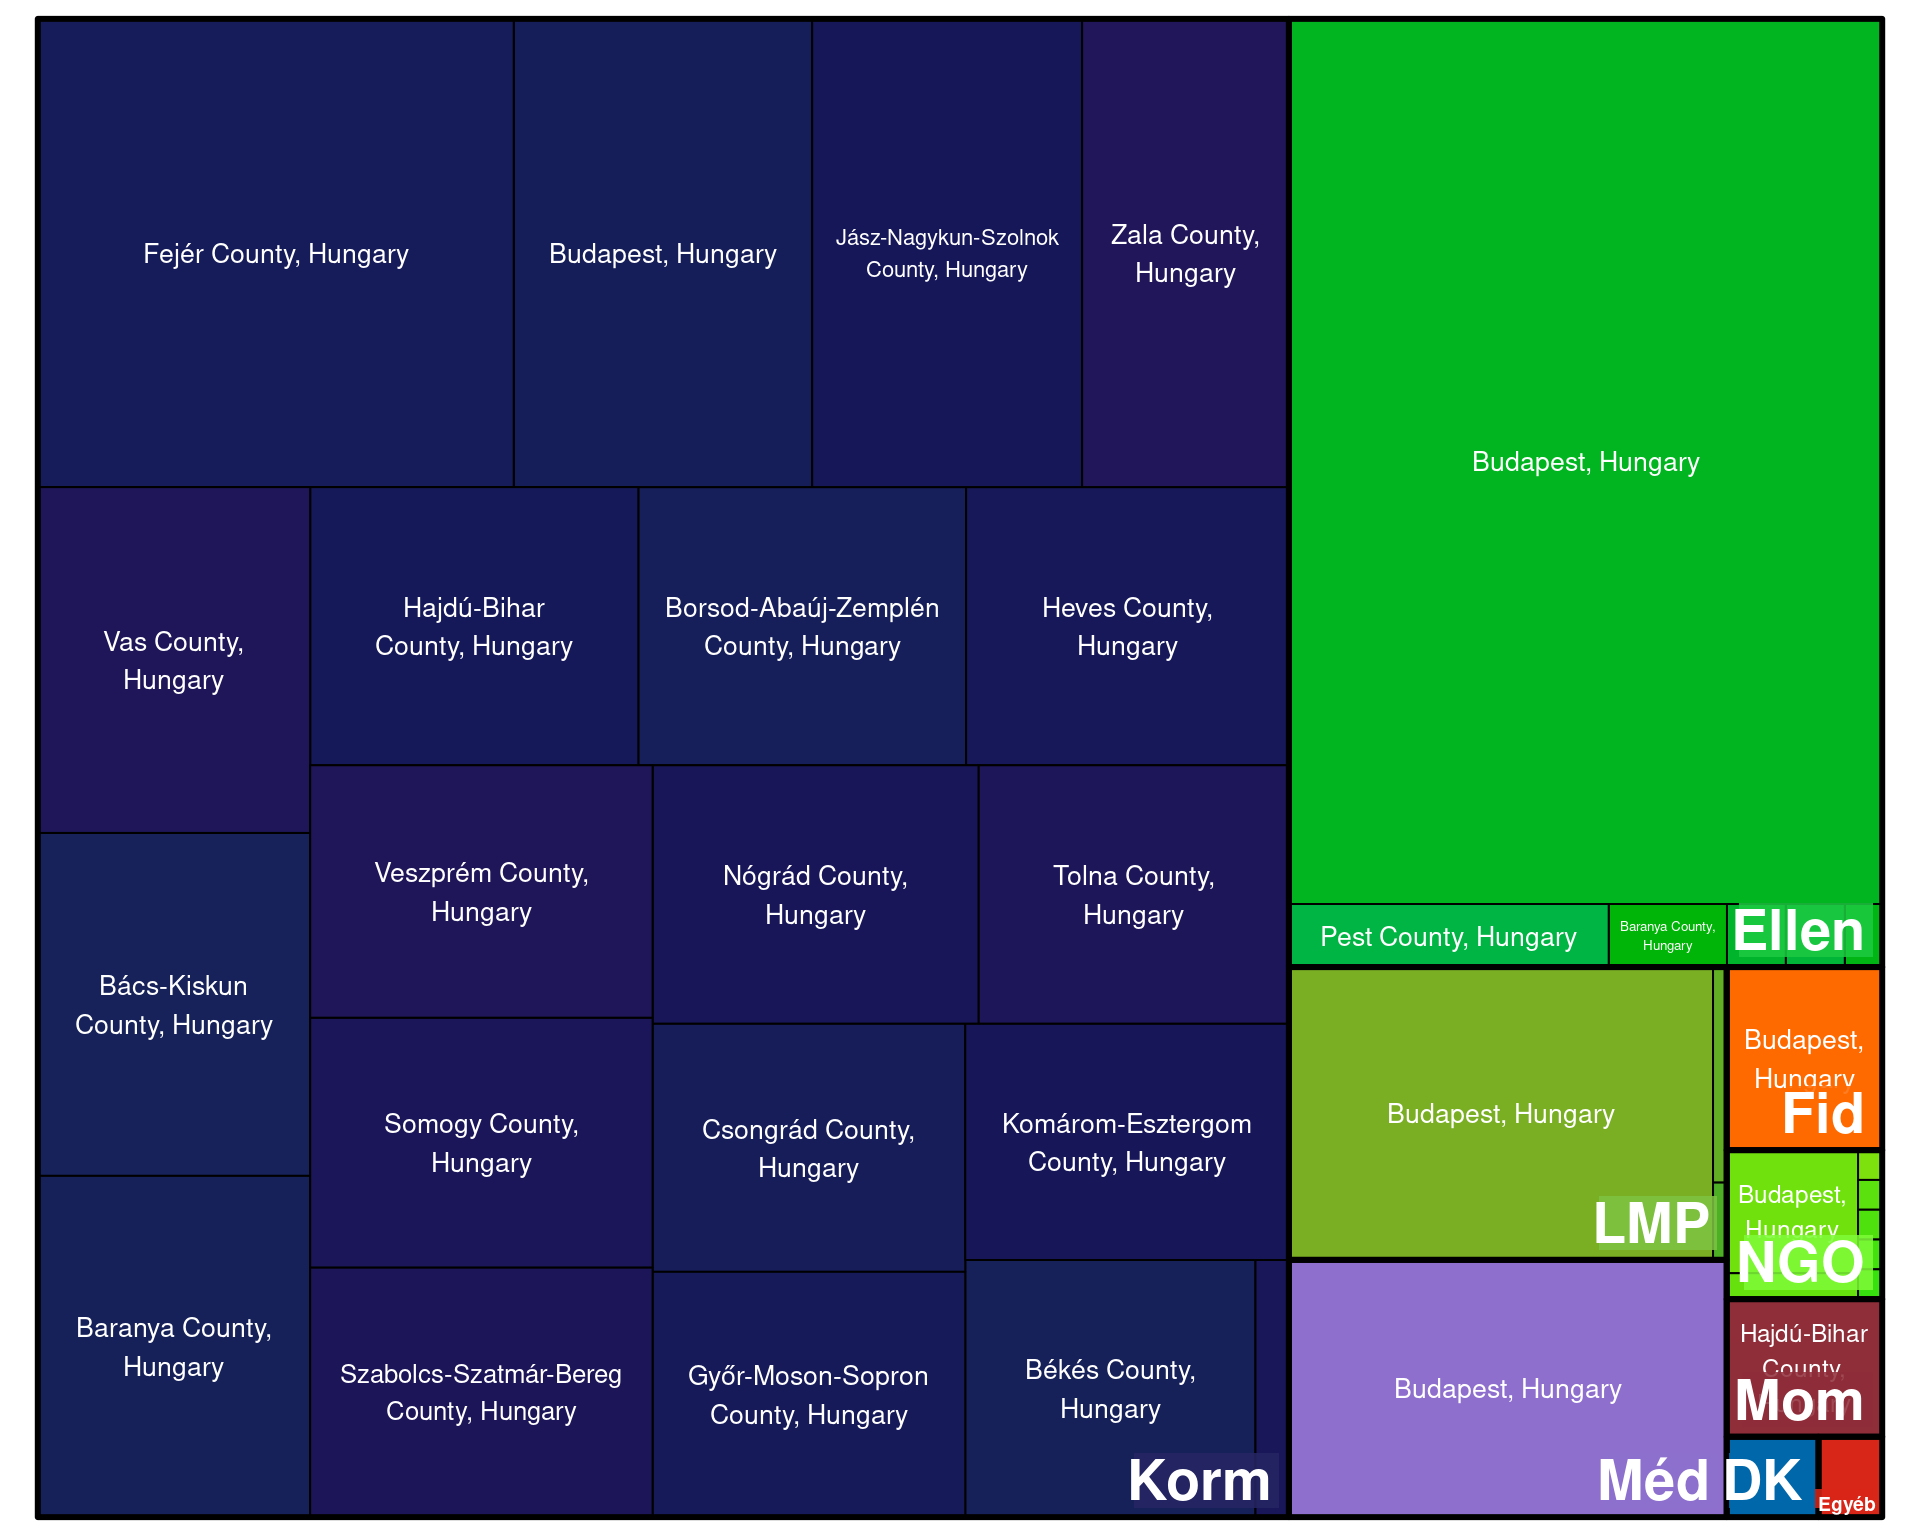 Fejér County, Hungary
Budapest, Hungary
Jász-Nagykun-Szolnok
County, Hungary
Zala County,
Hungary
Vas County,
Hungary
Hajdú-Bihar
County, Hungary
Borsod-Abaúj-Zemplén
County, Hungary
Heves County,
Hungary
Veszprém County,
Hungary
Nógrád County,
Hungary
Tolna County,
Hungary
Bács-Kiskun
County, Hungary
Somogy County,
Hungary
Csongrád County,
Hungary
Komárom-Esztergom
County, Hungary
Baranya County,
Hungary
Szabolcs-Szatmár-Bereg
County, Hungary
Győr-Moson-Sopron
County, Hungary
Békés County,
Hungary
Korm
Budapest, Hungary
Pest County, Hungary
Baranya County,
Hungary
Ellen
Budapest, Hungary
LMP
Budapest,
Hungary
Fid
Budapest,
Hungary
NGO
Hajdú-Bihar
County,
Mom
Budapest, Hungary
Méd
DK
Egyéb